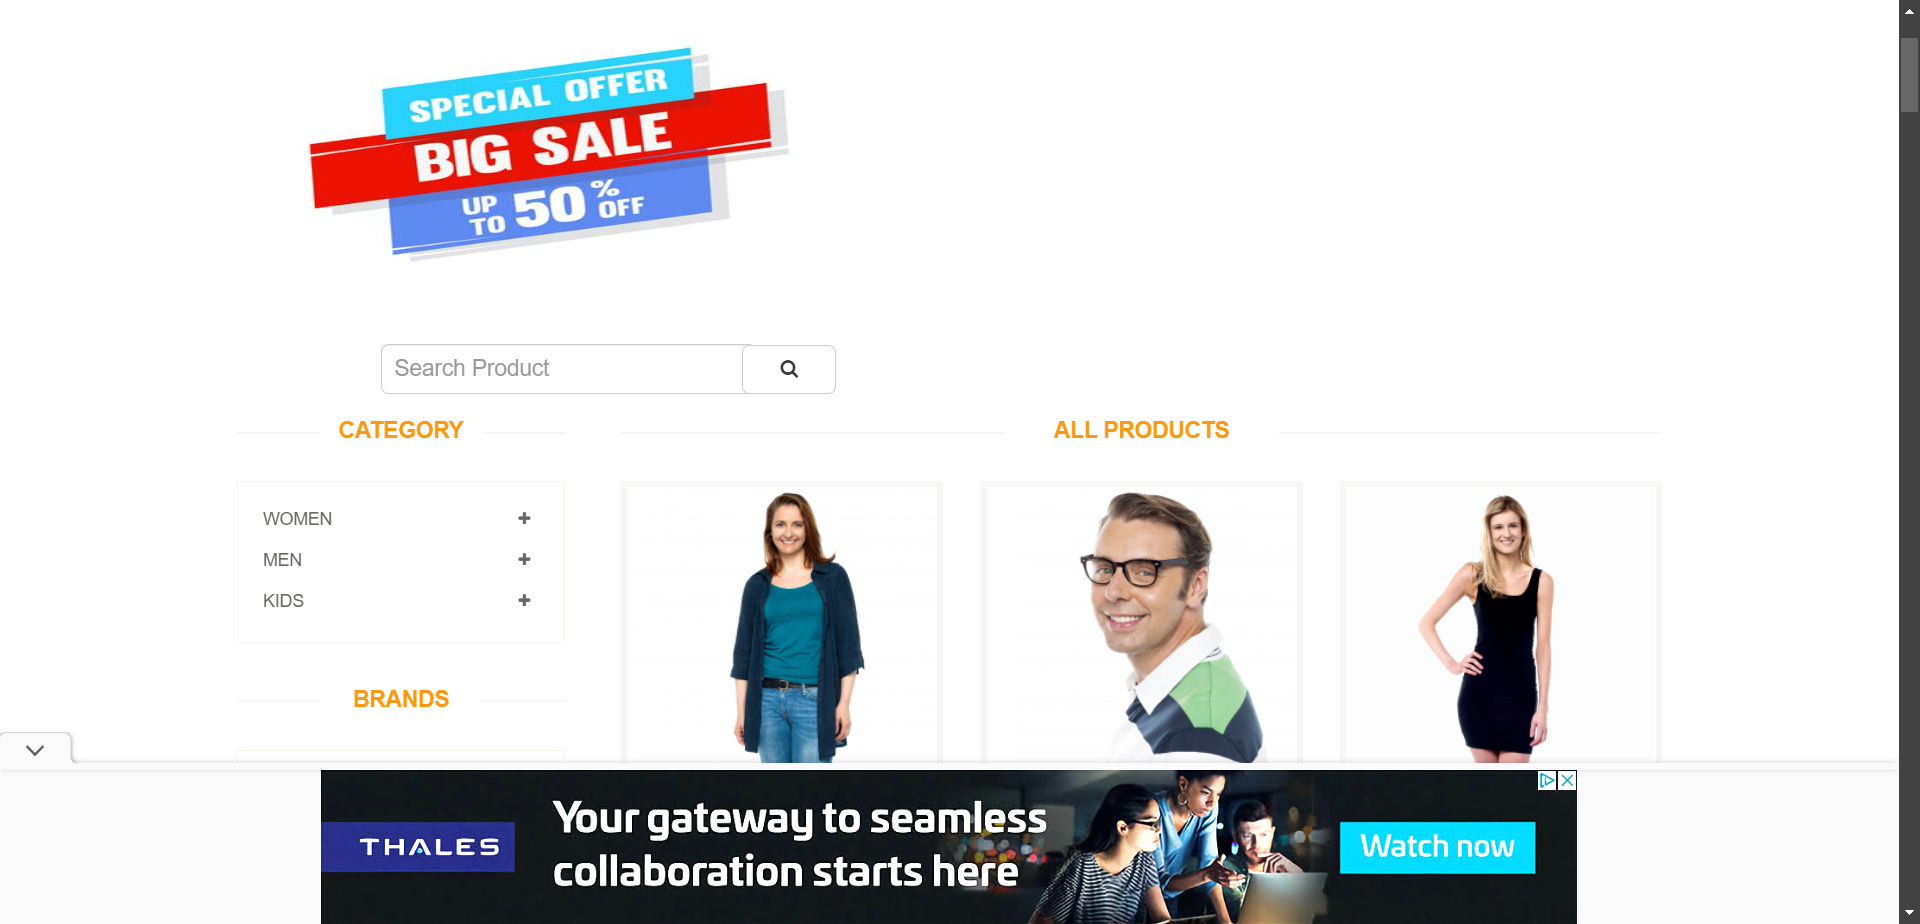 SPECIAL OFFER
BIG SALE
UP TO 50% OFF
Search Product
CATEGORY
ALL PRODUCTS
WOMEN
MEN
KIDS
BRANDS
THALES
Your gateway to seamless
collaboration starts here
Watch now